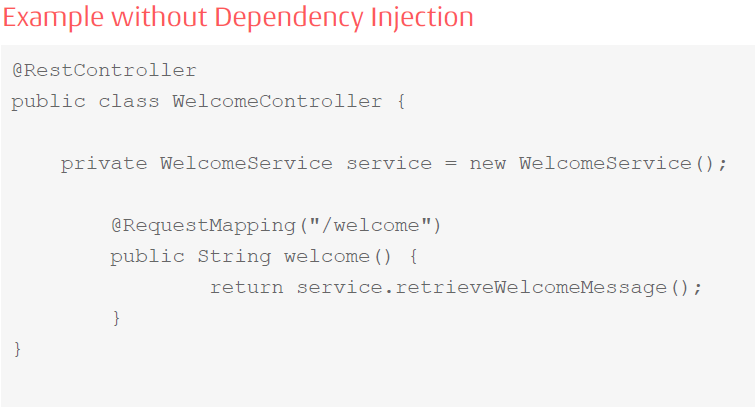 Example without Dependency Injection
@RestController
public class WelcomeController {
private WelcomeService service = new WelcomeService();
@RequestMapping("/welcome")
public String welcome() {
return service.retrieveWelcomeMessage();
}
}